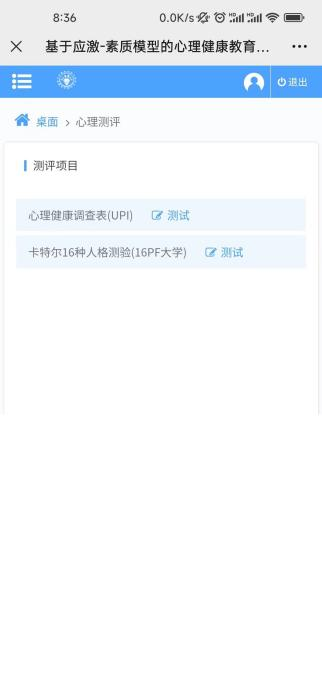 8:36 0.0K/s
基于应激-素质模型的心理健康教育...
退出
桌面 > 心理测评
测评项目
心理健康调查表(UPI) 测试
卡特尔16种人格测验(16PF大学) 测试